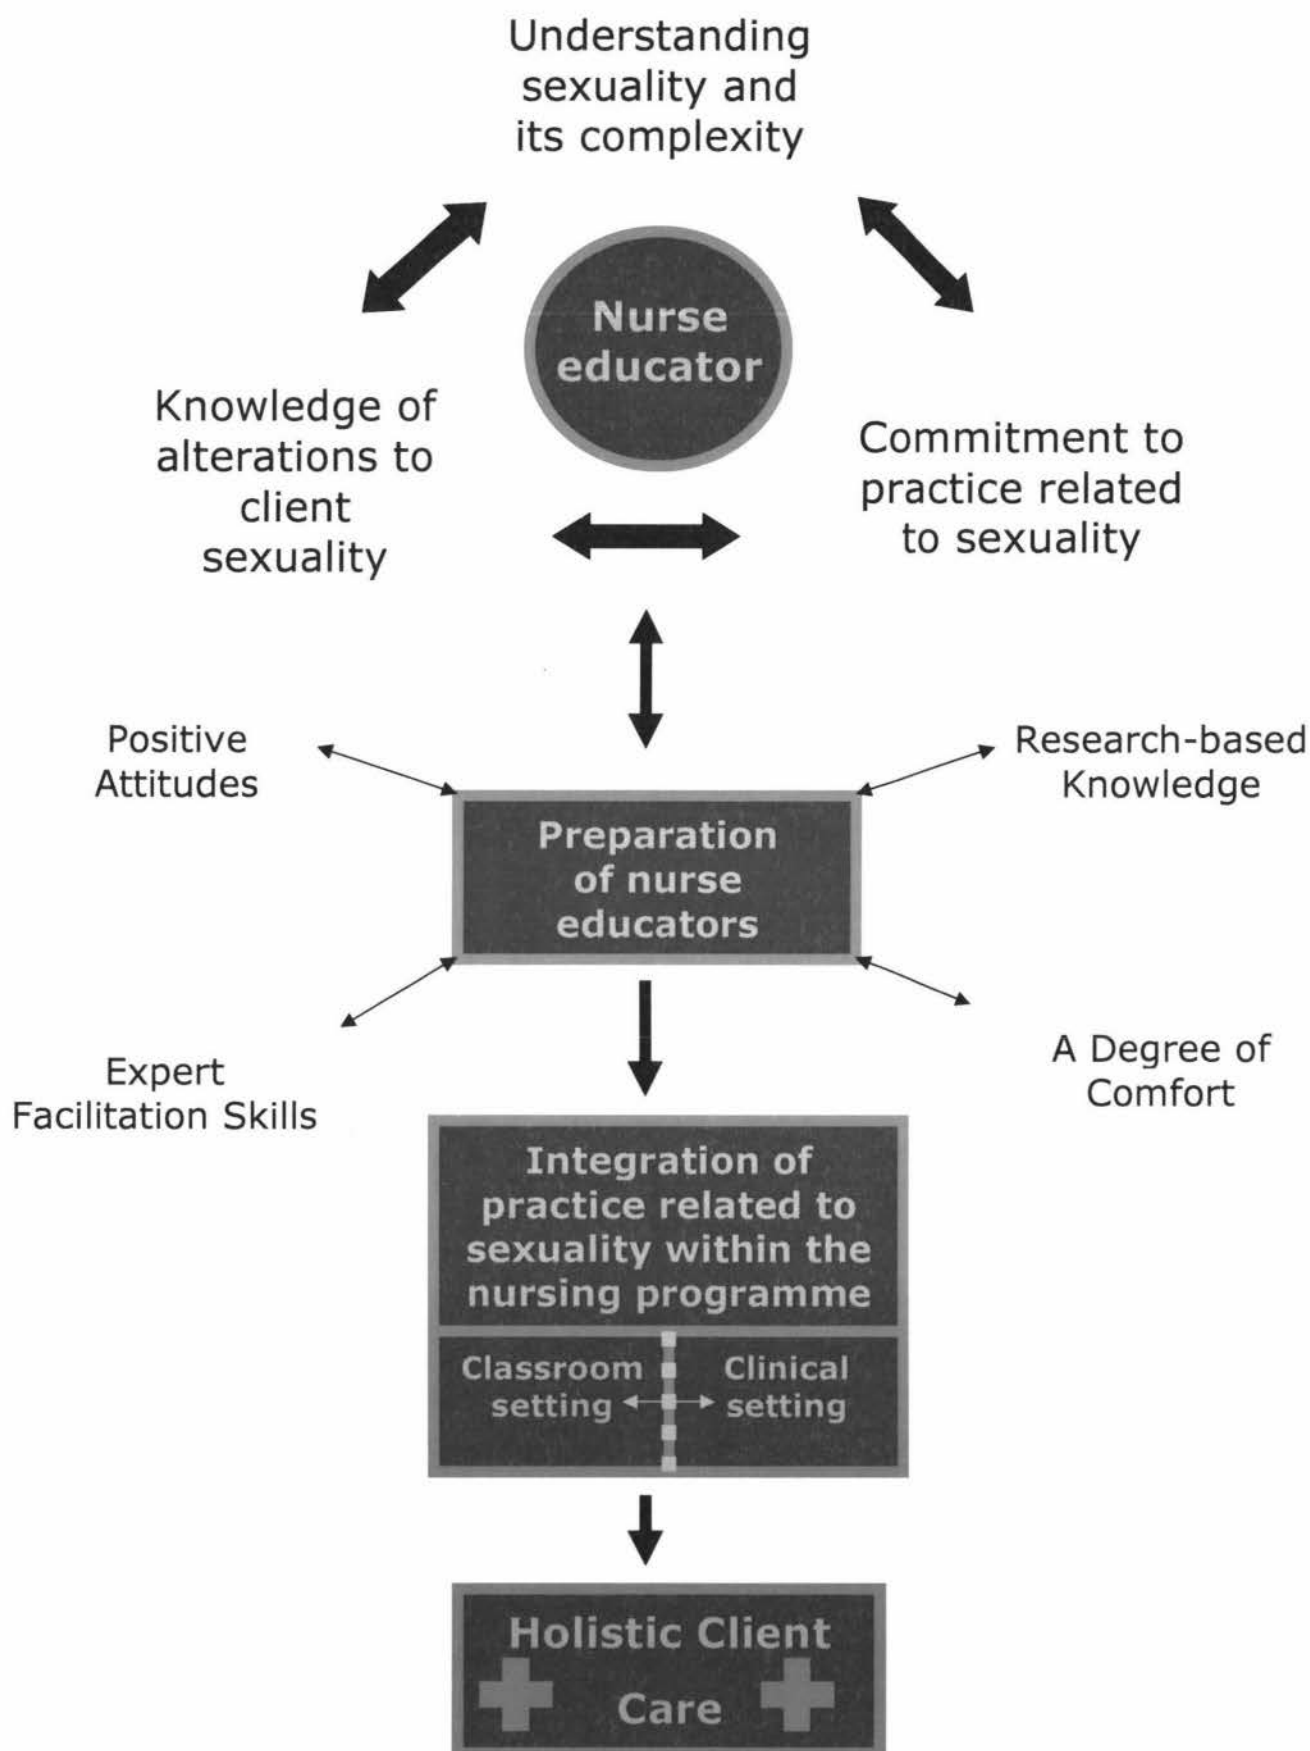 Understanding
sexuality and
its complexity
Nurse
educator
Knowledge of
alterations to
client
sexuality
Commitment to
practice related
to sexuality
Positive
Attitudes
Research-based
Knowledge
Preparation
of nurse
educators
Expert
Facilitation Skills
A Degree of
Comfort
Integration of
practice related to
sexuality within the
nursing programme
Classroom
setting
Clinical
setting
Holistic Client
Care